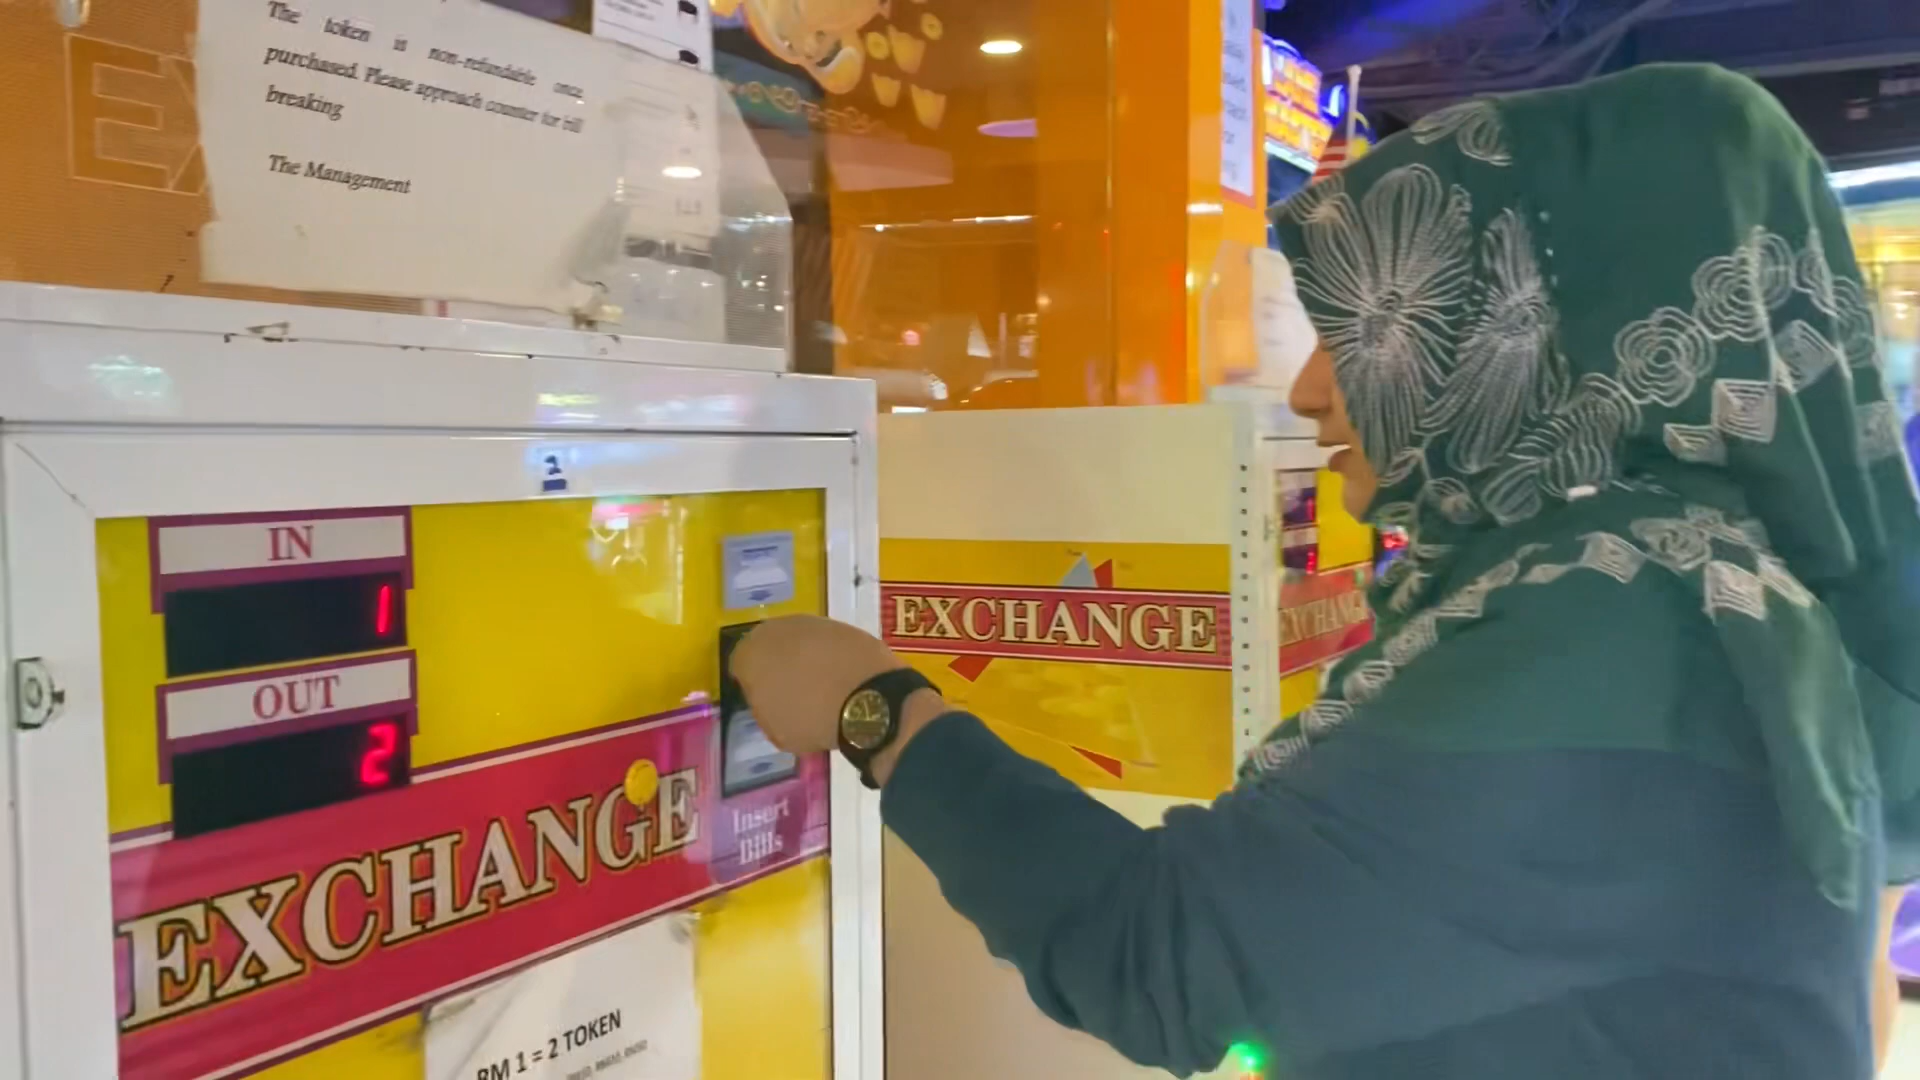 The token is non-refundable once
purchased. Please approach counter for bill
breaking
The Management
2
IN
1
OUT
2
EXCHANGE
Insert
Bills
RM 1 = 2 TOKEN
EXCHANGE
EXCHANGE